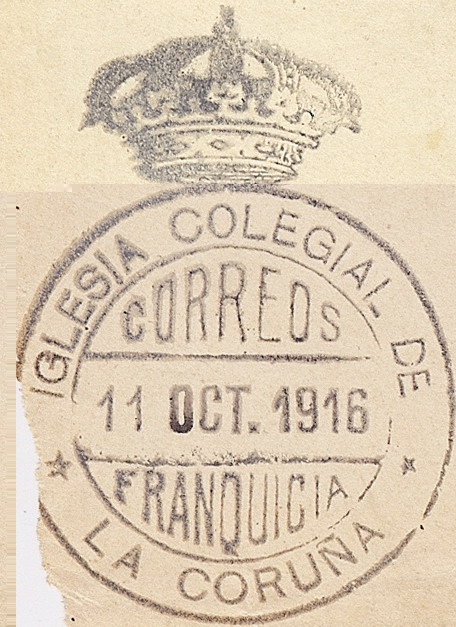 IGLESIA COLEGIAL DE
CORREOS
11 OCT. 1916
FRANQUICIA
LA CORUÑA